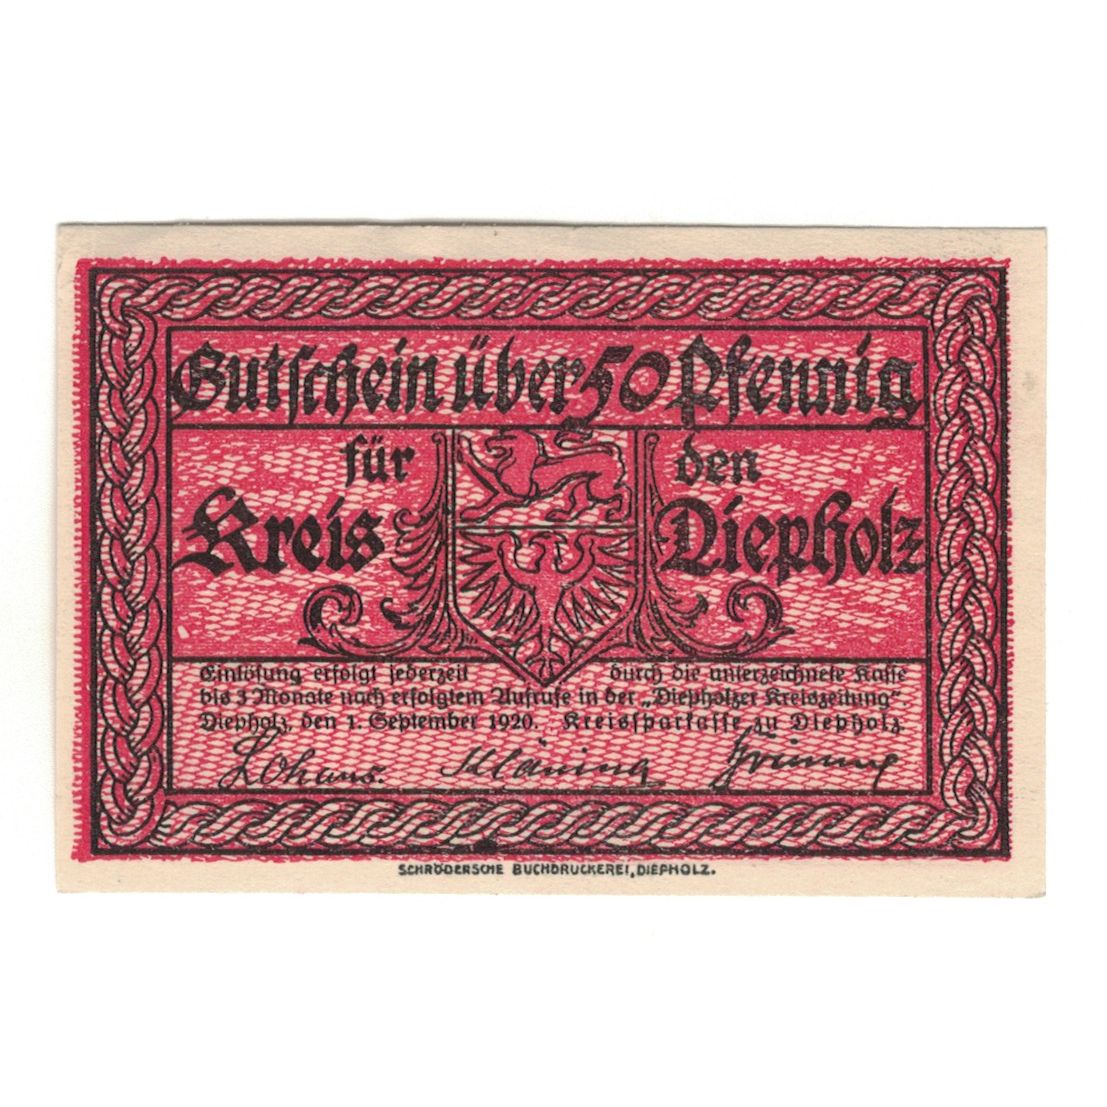 Gutschein über 50 Pfennig
für den
Kreis Diepholz
Einlösung erfolgt jederzeit durch die unterzeichnete Kasse
bis 3 Monate nach erfolgtem Aufrufe in der „Diepholzer Kreiszeitung".
Diepholz, den 1. September 1920. Kreissparkasse zu Diepholz.
Lohaus.
SCHRÖDERSCHE BUCHDRUCKEREI, DIEPHOLZ.